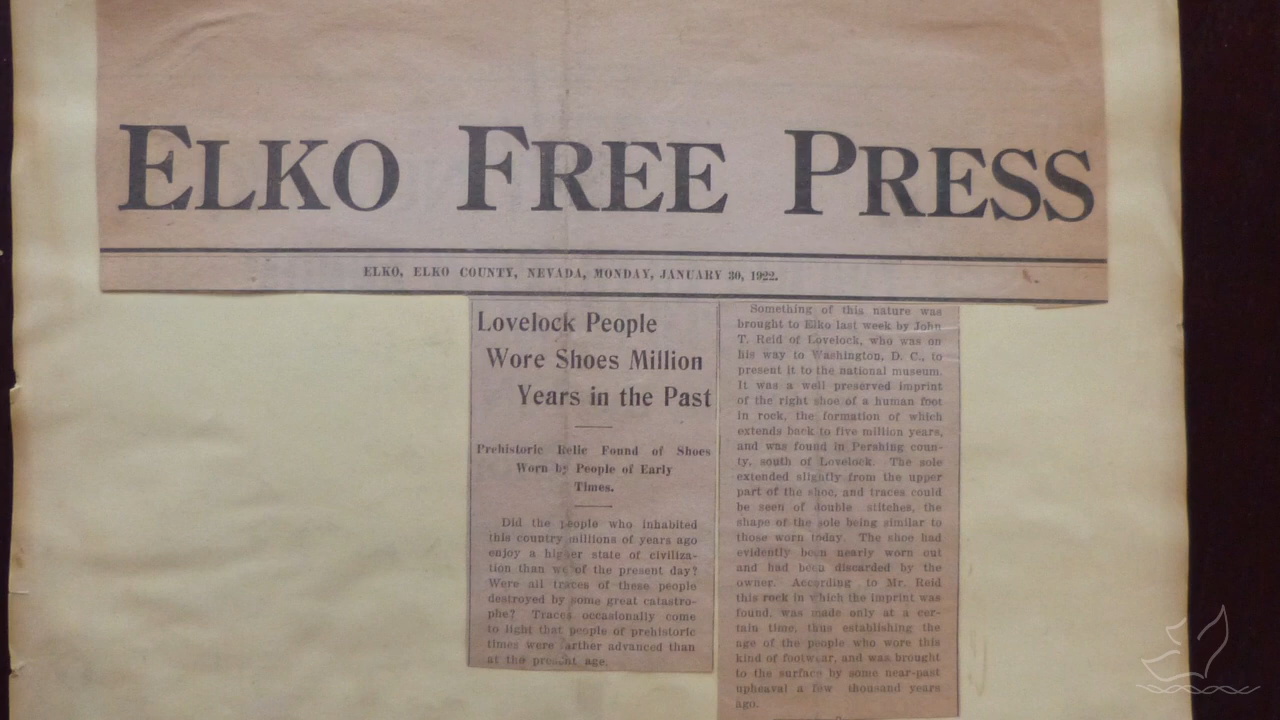 ELKO FREE PRESS
ELKO, ELKO COUNTY, NEVADA, MONDAY, JANUARY 30, 1922.
Lovelock People
Wore Shoes Million
Years in the Past
Prehistoric Relic Found of Shoes
Worn by People of Early
Times.
Did the people who inhabited
this country millions of years ago
enjoy a higher state of civiliza-
tion than we of the present day?
Were all traces of these people
destroyed by some great catastro-
phe? Traces occasionally come
to light that people of prehistoric
times were farther advanced than
at the present age.
Something of this nature was
brought to Elko last week by John
T. Reid of Lovelock, who was on
his way to Washington, D. C., to
present it to the national museum.
It was a well preserved imprint
of the right shoe of a human foot
in rock, the formation of which
extends back to five million years,
and was found in Pershing coun-
ty, south of Lovelock. The sole
extended slightly from the upper
part of the shoe, and traces could
be seen of double stitches, the
shape of the sole being similar to
those worn today. The shoe had
evidently been nearly worn out
and had been discarded by the
owner. According to Mr. Reid
this rock in which the imprint was
found, was made only at a cer-
tain time, thus establishing the
age of the people who wore this
kind of footwear, and was brought
to the surface by some near-past
upheaval a few thousand years
ago.